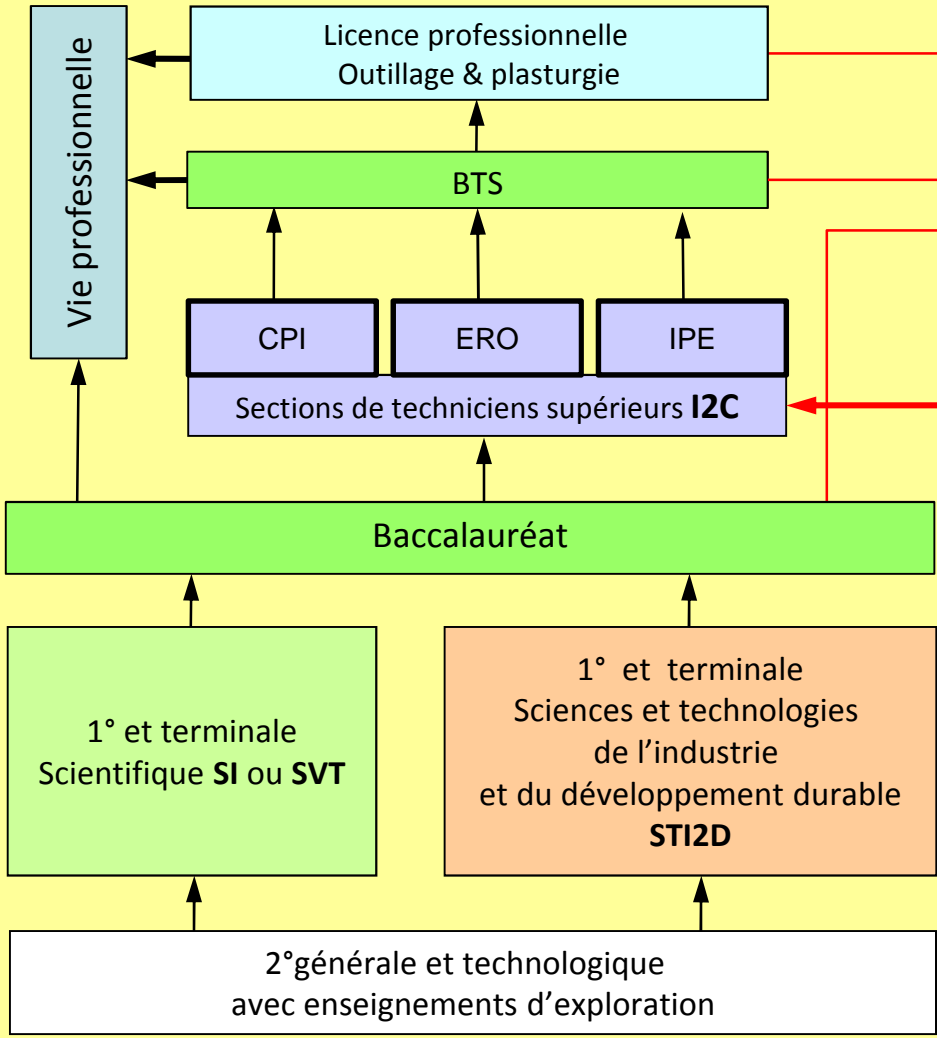 Licence professionnelle
Outillage & plasturgie
Vie professionnelle
BTS
CPI
ERO
IPE
Sections de techniciens supérieurs I2C
Baccalauréat
1° et terminale
Scientifique SI ou SVT
1° et terminale
Sciences et technologies
de l’industrie
et du développement durable
STI2D
2°générale et technologique
avec enseignements d’exploration